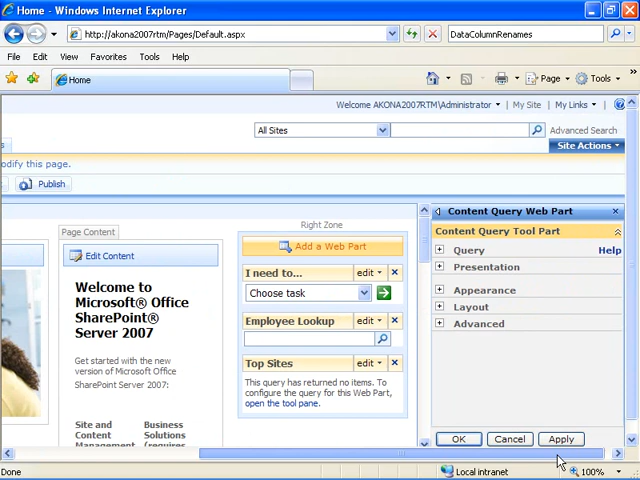 Home - Windows Internet Explorer
http://akona2007rtm/Pages/Default.aspx
DataColumnRenames
File Edit View Favorites Tools Help
Home
Page Tools
Welcome AKONA2007RTM\Administrator My Site My Links
All Sites
Advanced Search
s
Site Actions
odify this page.
Publish
Content Query Web Part
Right Zone
Page Content
Content Query Tool Part
Add a Web Part
Edit Content
Query Help
Presentation
I need to... edit
Appearance
Choose task
Welcome to
Microsoft® Office
SharePoint®
Server 2007
Layout
Employee Lookup edit
Advanced
Get started with the new
version of Microsoft Office
SharePoint Server 2007:
Top Sites edit
This query has returned no items. To
configure the query for this Web Part,
open the tool pane.
Site and
Content
Management
Business
Solutions
(requires
OK Cancel Apply
Done
Local intranet
100%